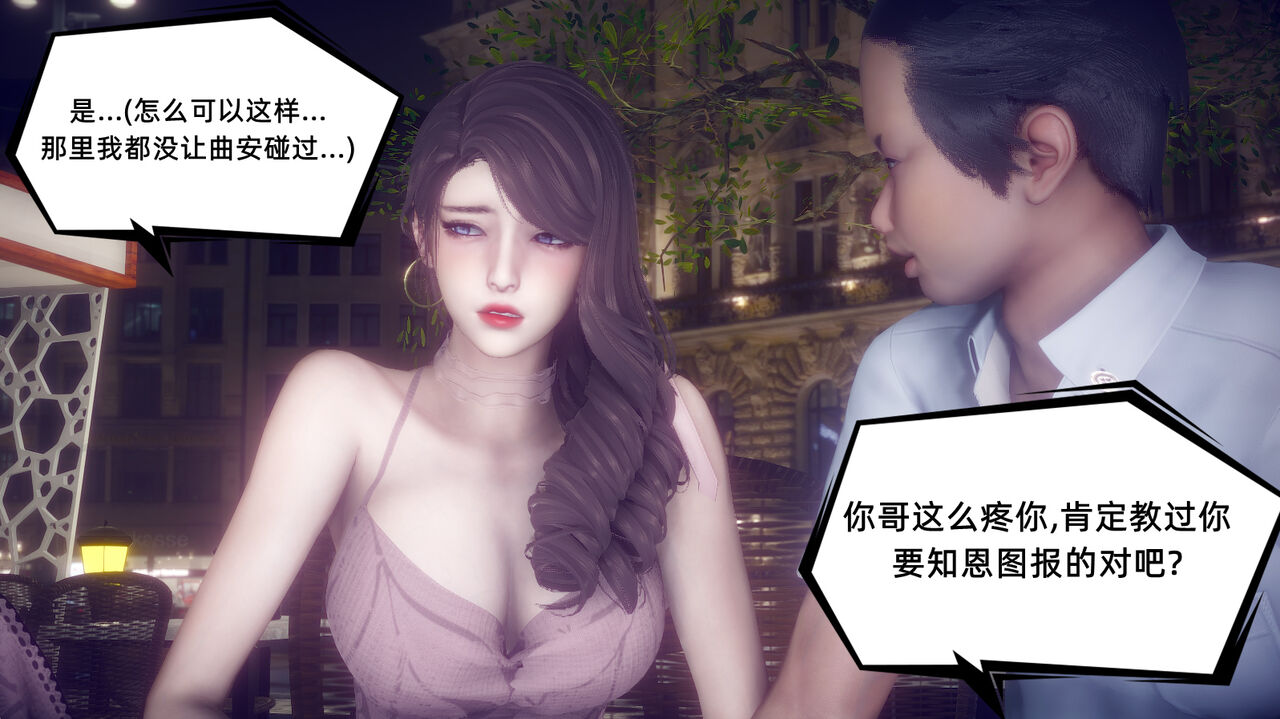 是...(怎么可以这样...
那里我都没让曲安碰过...)
你哥这么疼你,肯定教过你
要知恩图报的对吧?